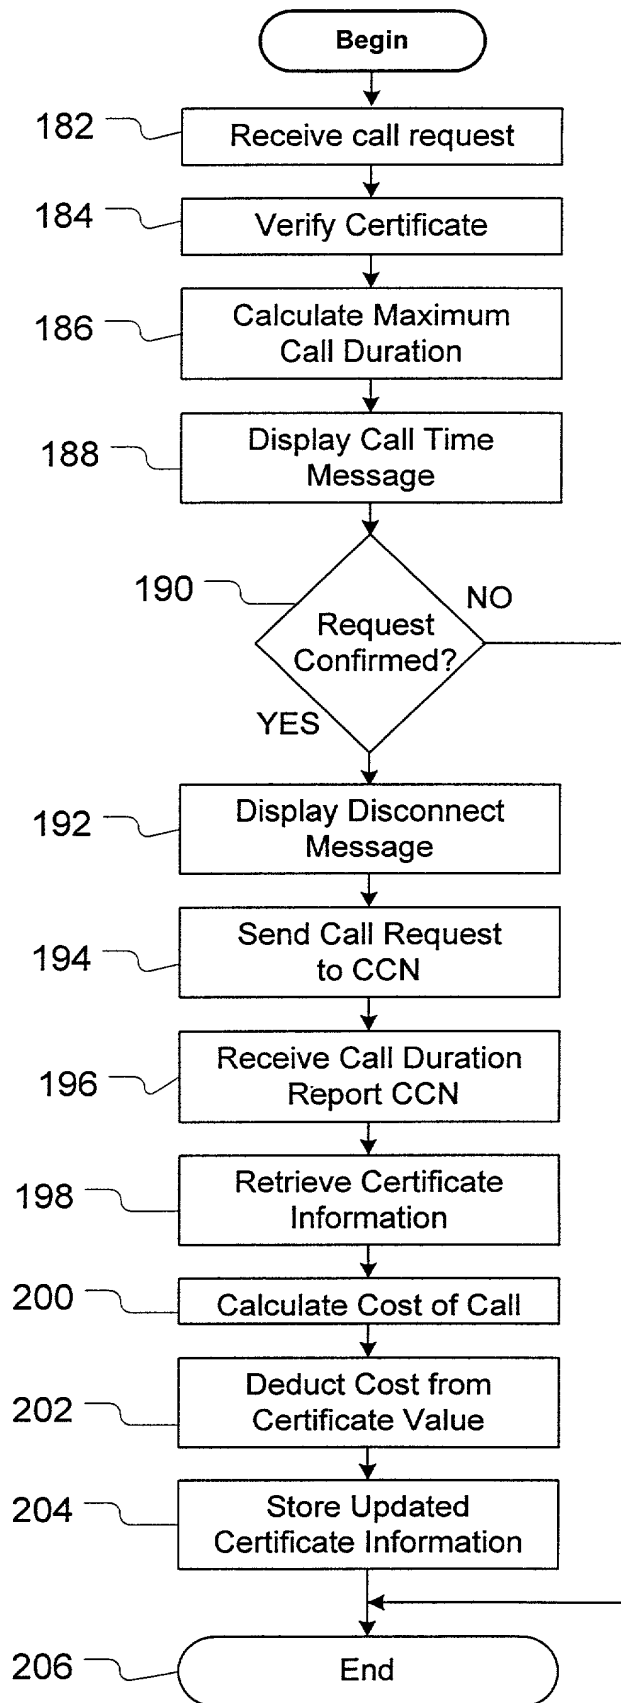 Begin
182
Receive call request
184
Verify Certificate
186
Calculate Maximum
Call Duration
188
Display Call Time
Message
190
NO
Request
Confirmed?
YES
192
Display Disconnect
Message
194
Send Call Request
to CCN
196
Receive Call Duration
Report CCN
198
Retrieve Certificate
Information
200
Calculate Cost of Call
202
Deduct Cost from
Certificate Value
204
Store Updated
Certificate Information
206
End